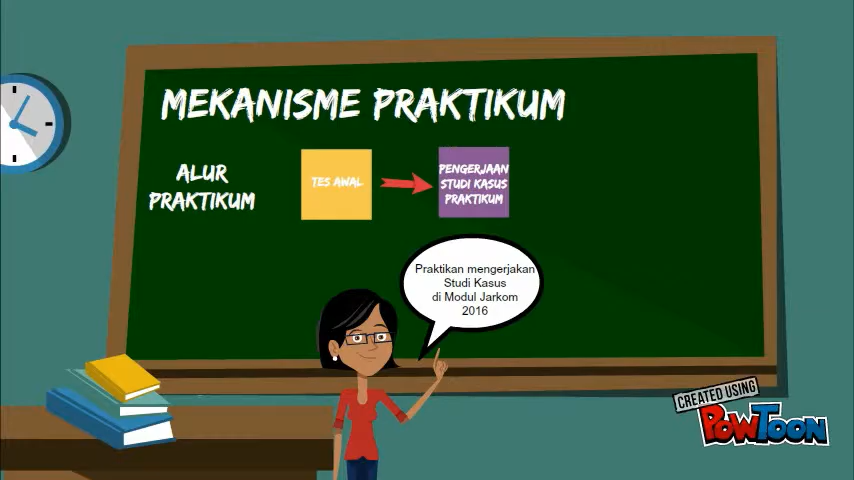 MEKANISME PRAKTIKUM
ALUR
PRAKTIKUM
TES AWAL
PENGERJAAN
STUDI KASUS
PRAKTIKUM
Praktikan mengerjakan
Studi Kasus
di Modul Jarkom
2016
CREATED USING
POWTOON